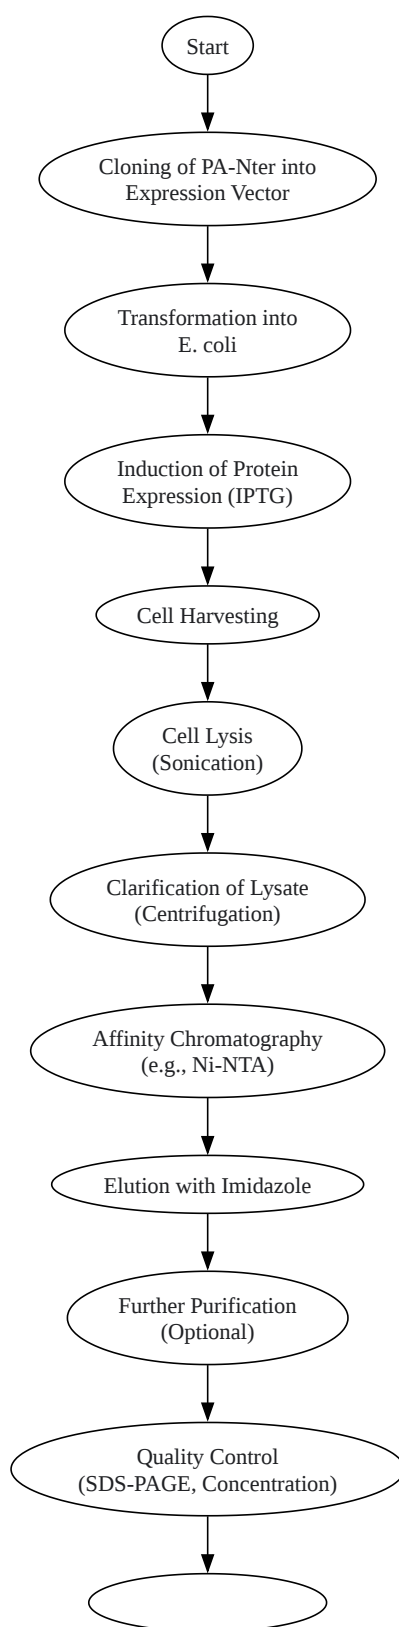 Start
Cloning of PA-Nter into
Expression Vector
Transformation into
E. coli
Induction of Protein
Expression (IPTG)
Cell Harvesting
Cell Lysis
(Sonication)
Clarification of Lysate
(Centrifugation)
Affinity Chromatography
(e.g., Ni-NTA)
Elution with Imidazole
Further Purification
(Optional)
Quality Control
(SDS-PAGE, Concentration)